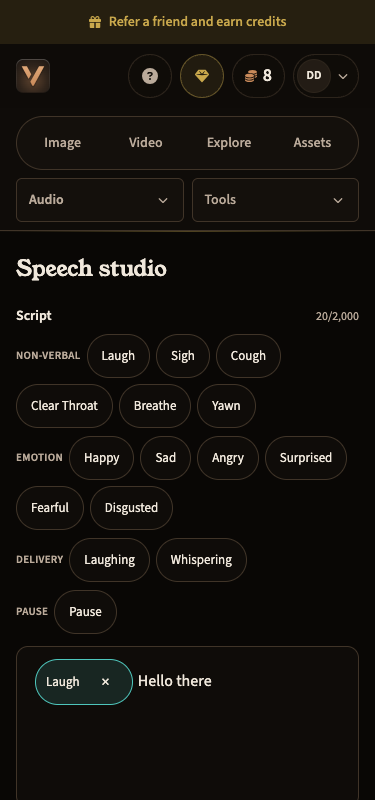 Refer a friend and earn credits
? 8 DD
Image Video Explore Assets
Audio Tools
Speech studio
Script 20/2,000
NON-VERBAL Laugh Sigh Cough
Clear Throat Breathe Yawn
EMOTION Happy Sad Angry Surprised
Fearful Disgusted
DELIVERY Laughing Whispering
PAUSE Pause
Laugh × Hello there